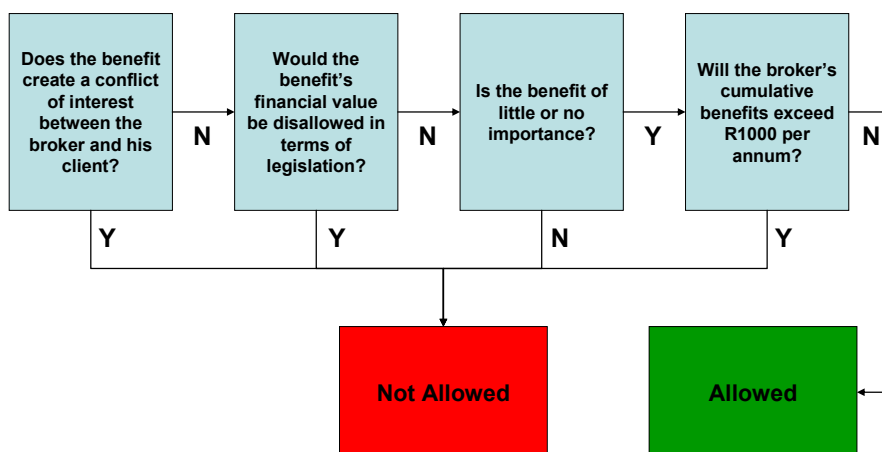 Does the benefit
create a conflict
of interest
between the
broker and his
client?
N
Would the
benefit's
financial value
be disallowed in
terms of
legislation?
N
Is the benefit of
little or no
importance?
Y
Will the broker's
cumulative
benefits exceed
R1000 per
annum?
N
Y
Y
N
Y
Not Allowed
Allowed